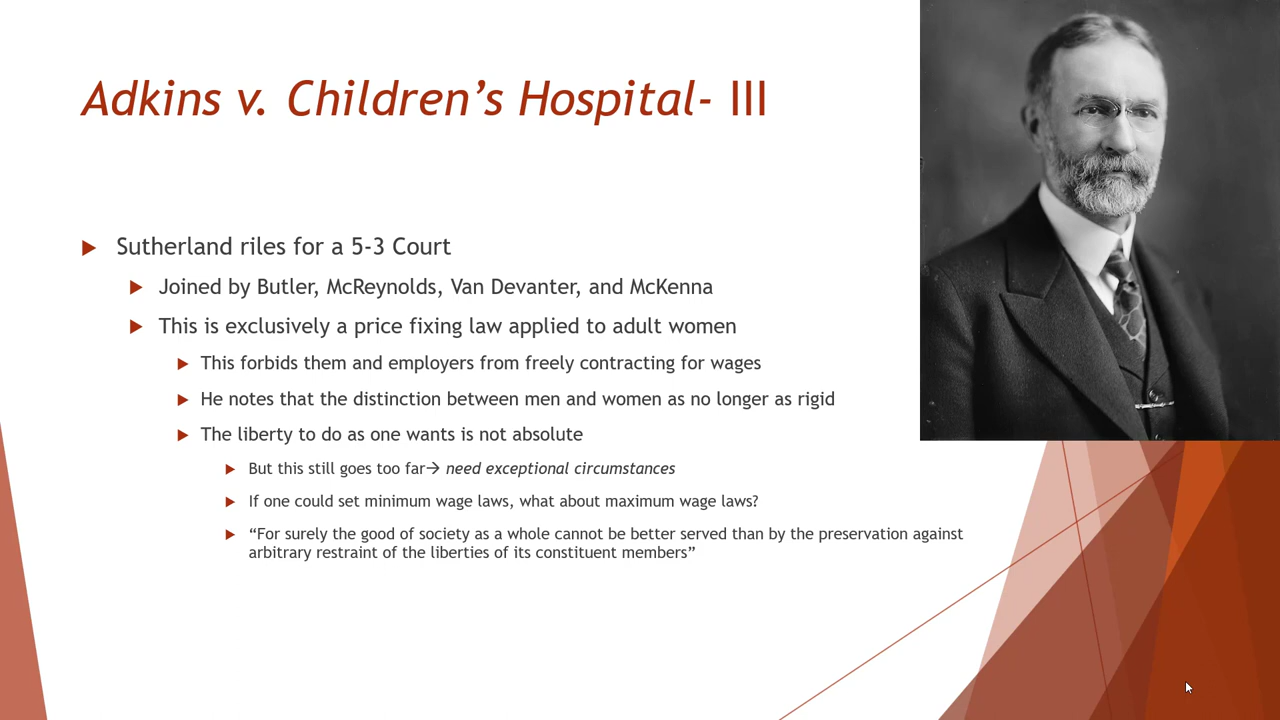 Adkins v. Children’s Hospital- III
Sutherland riles for a 5-3 Court
Joined by Butler, McReynolds, Van Devanter, and McKenna
This is exclusively a price fixing law applied to adult women
This forbids them and employers from freely contracting for wages
He notes that the distinction between men and women as no longer as rigid
The liberty to do as one wants is not absolute
But this still goes too far→ need exceptional circumstances
If one could set minimum wage laws, what about maximum wage laws?
“For surely the good of society as a whole cannot be better served than by the preservation against
arbitrary restraint of the liberties of its constituent members”